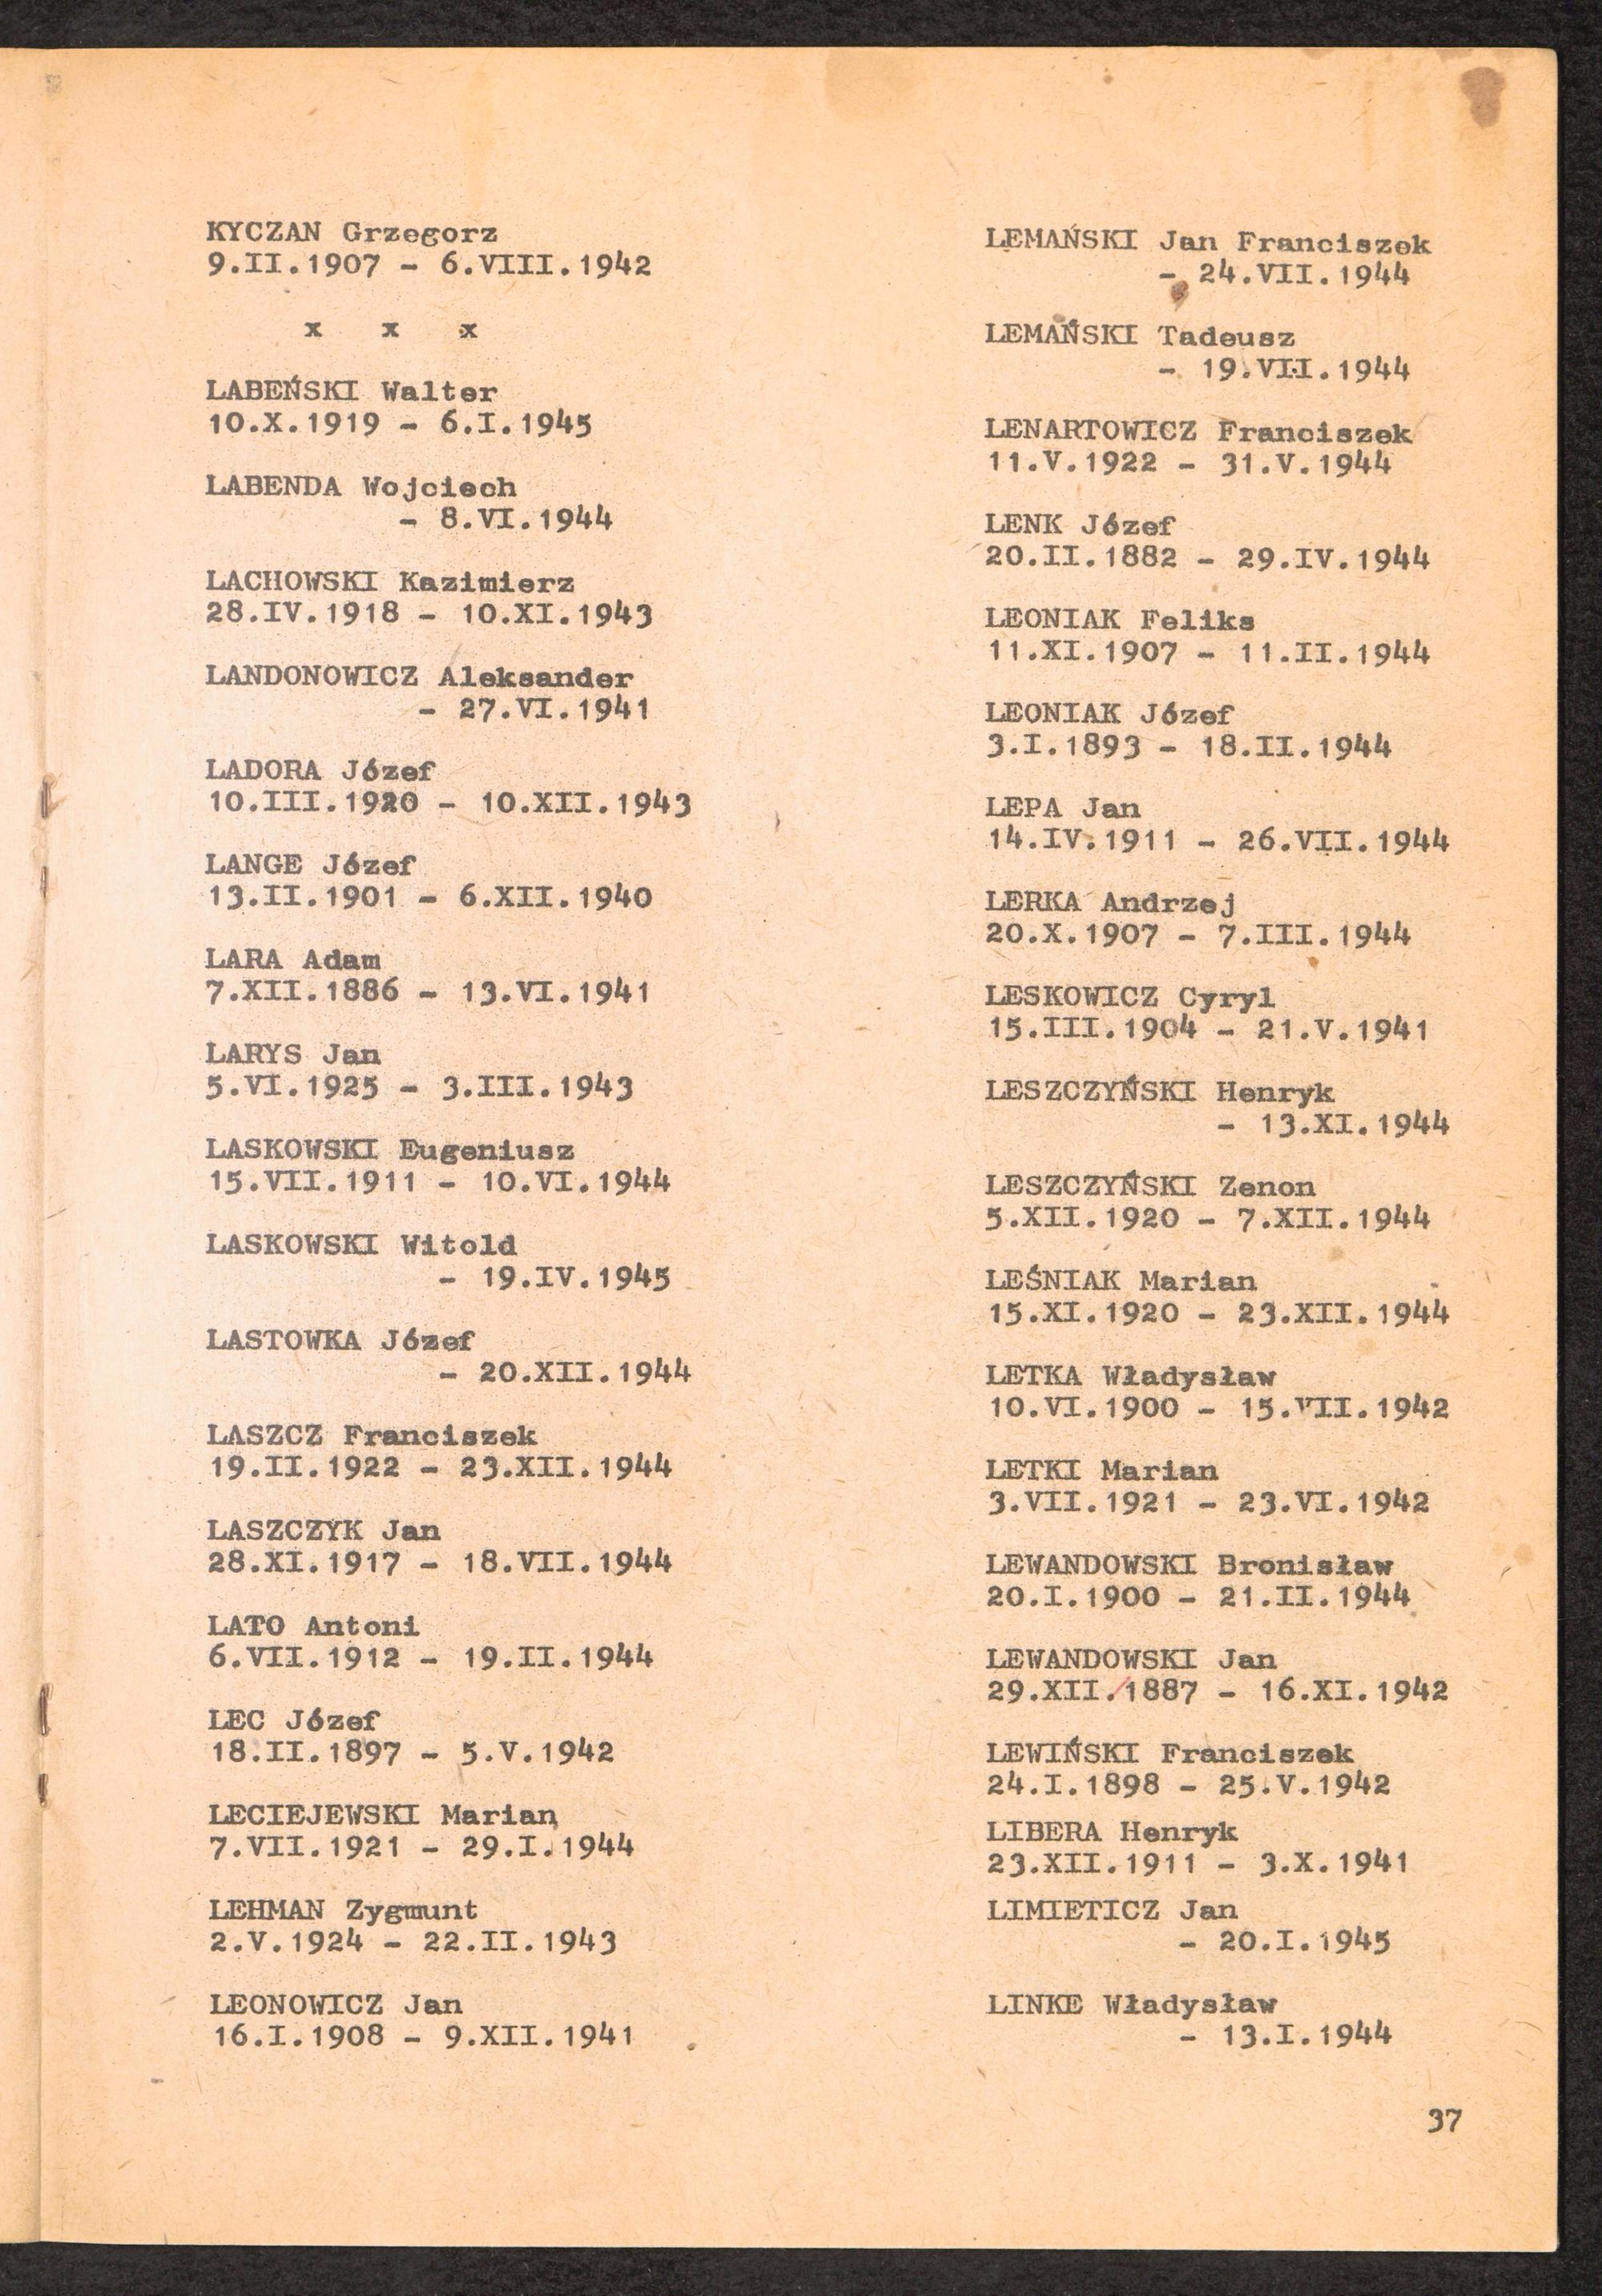 KYCZAN Grzegorz
9.II.1907 - 6.VIII.1942
x x x
LABEŃSKI Walter
10.X.1919 - 6.I.1945
LABENDA Wojciech
- 8.VI.1944
LACHOWSKI Kazimierz
28.IV.1918 - 10.XI.1943
LANDONOWICZ Aleksander
- 27.VI.1941
LADORA Józef
10.III.1920 - 10.XII.1943
LANGE Józef
13.II.1901 - 6.XII.1940
LARA Adam
7.XII.1886 - 13.VI.1941
LARYS Jan
5.VI.1925 - 3.III.1943
LASKOWSKI Eugeniusz
15.VII.1911 - 10.VI.1944
LASKOWSKI Witold
- 19.IV.1945
LASTOWKA Józef
- 20.XII.1944
LASZCZ Franciszek
19.II.1922 - 23.XII.1944
LASZCZYK Jan
28.XI.1917 - 18.VII.1944
LATO Antoni
6.VII.1912 - 19.II.1944
LEC Józef
18.II.1897 - 5.V.1942
LECIEJEWSKI Marian
7.VII.1921 - 29.I.1944
LEHMAN Zygmunt
2.V.1924 - 22.II.1943
LEONOWICZ Jan
16.I.1908 - 9.XII.1941
LEMAŃSKI Jan Franciszek
- 24.VII.1944
LEMAŃSKI Tadeusz
- 19.VII.1944
LENARTOWICZ Franciszek
11.V.1922 - 31.V.1944
LENK Józef
20.II.1882 - 29.IV.1944
LEONIAK Feliks
11.XI.1907 - 11.II.1944
LEONIAK Józef
3.I.1893 - 18.II.1944
LEPA Jan
14.IV.1911 - 26.VII.1944
LERKA Andrzej
20.X.1907 - 7.III.1944
LESKOWICZ Cyryl
15.III.1904 - 21.V.1941
LESZCZYŃSKI Henryk
- 13.XI.1944
LESZCZYŃSKI Zenon
5.XII.1920 - 7.XII.1944
LEŚNIAK Marian
15.XI.1920 - 23.XII.1944
LETKA Władysław
10.VI.1900 - 15.VII.1942
LETKI Marian
3.VII.1921 - 23.VI.1942
LEWANDOWSKI Bronisław
20.I.1900 - 21.II.1944
LEWANDOWSKI Jan
29.XII.1887 - 16.XI.1942
LEWIŃSKI Franciszek
24.I.1898 - 25.V.1942
LIBERA Henryk
23.XII.1911 - 3.X.1941
LIMIETICZ Jan
- 20.I.1945
LINKE Władysław
- 13.I.1944
37